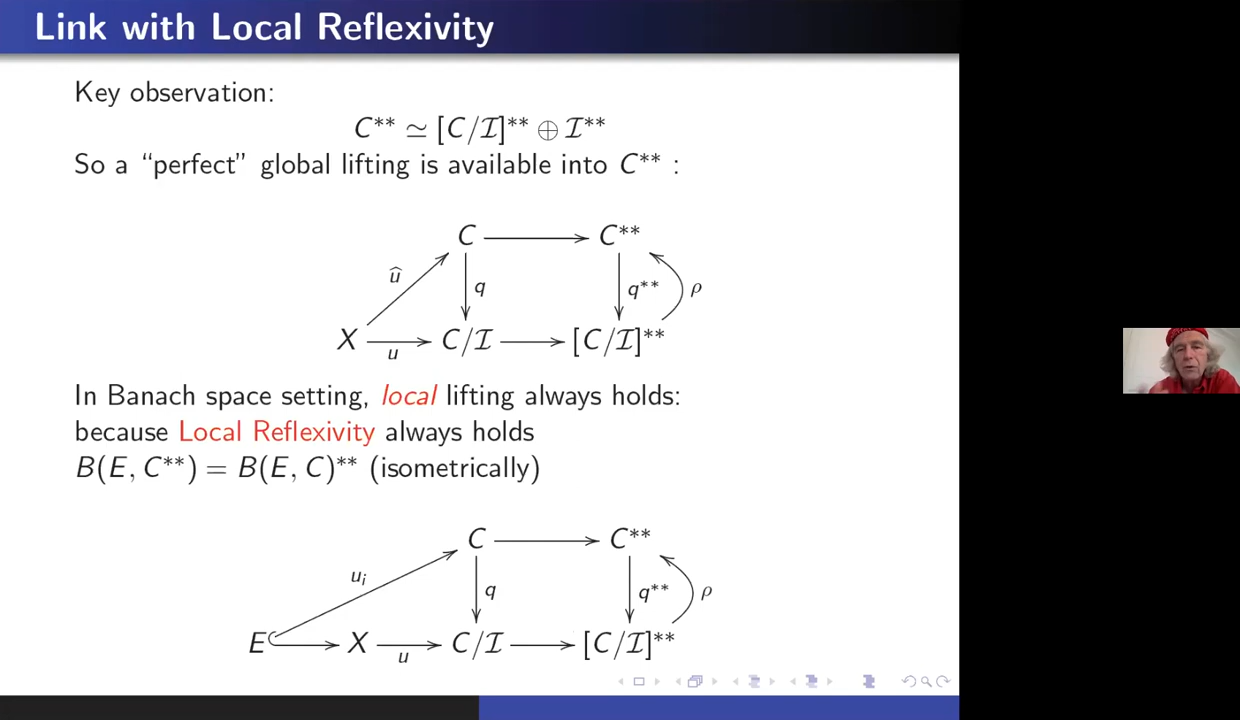 Link with Local Reflexivity
Key observation:
C** ≃ [C/ℐ]** ⊕ ℐ**
So a “perfect” global lifting is available into C** :
C C**
û q q** ρ
X u C/ℐ [C/ℐ]**
In Banach space setting, local lifting always holds:
because Local Reflexivity always holds
B(E, C**) = B(E, C)** (isometrically)
C C**
uᵢ q q** ρ
E X u C/ℐ [C/ℐ]**